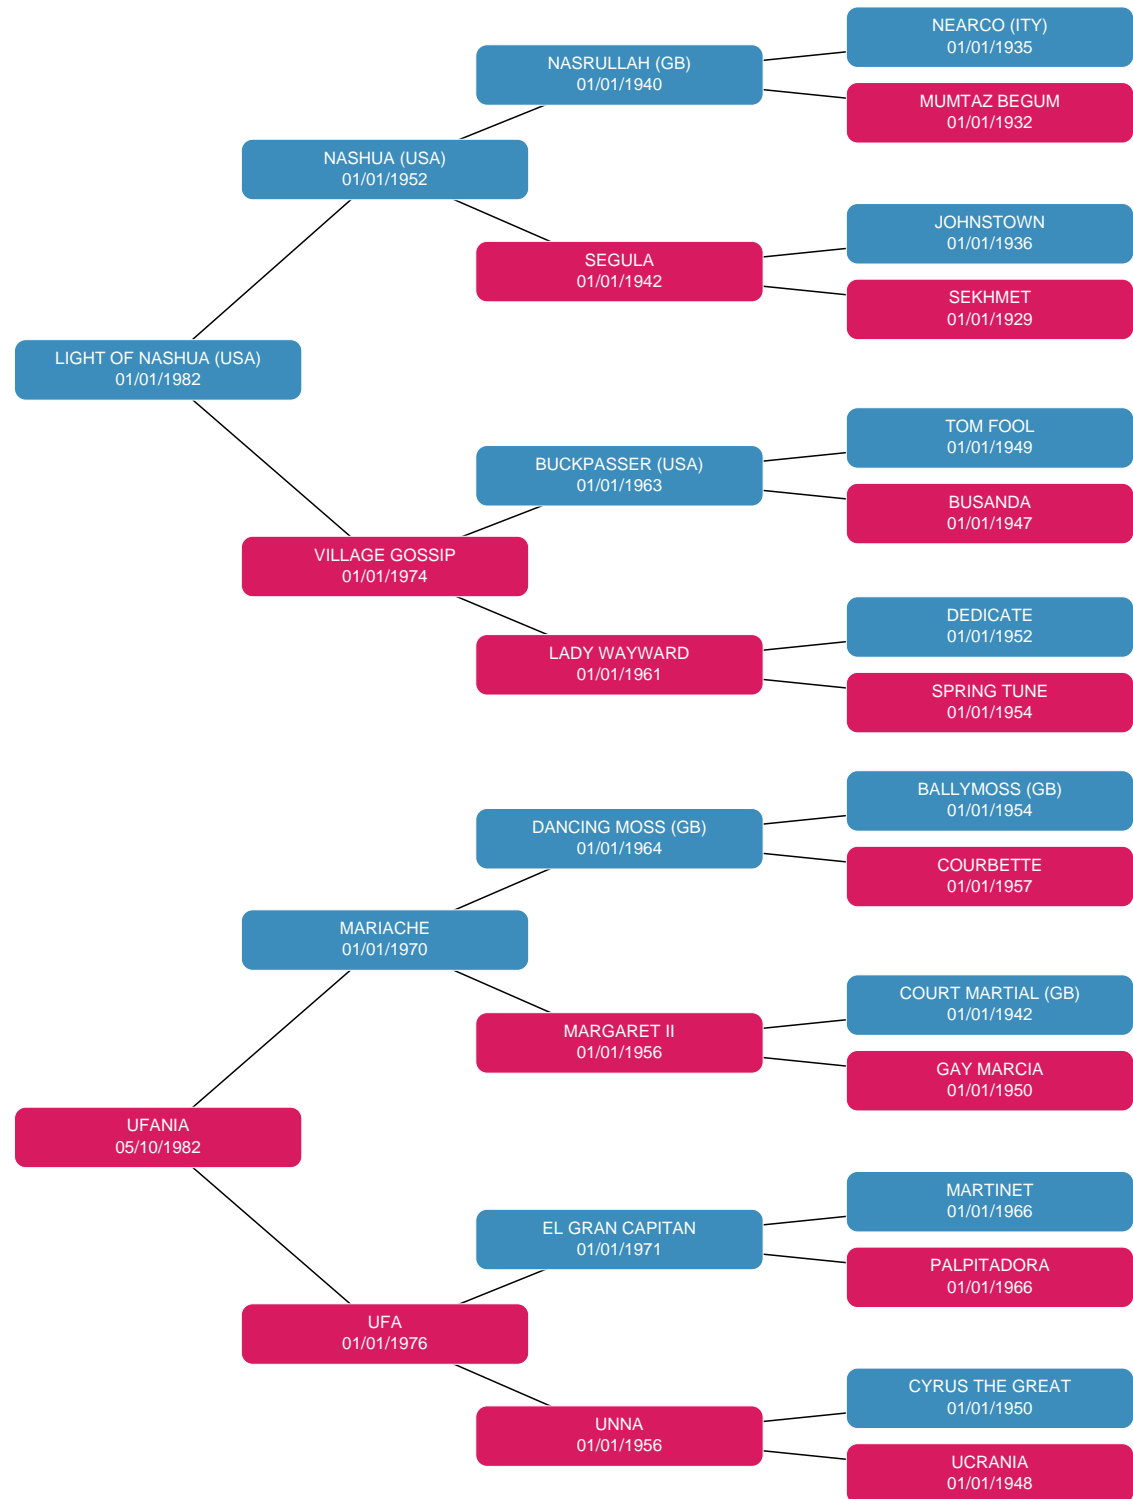 NEARCO (ITY)
01/01/1935
NASRULLAH (GB)
01/01/1940
MUMTAZ BEGUM
01/01/1932
NASHUA (USA)
01/01/1952
JOHNSTOWN
01/01/1936
SEGULA
01/01/1942
SEKHMET
01/01/1929
LIGHT OF NASHUA (USA)
01/01/1982
TOM FOOL
01/01/1949
BUCKPASSER (USA)
01/01/1963
BUSANDA
01/01/1947
VILLAGE GOSSIP
01/01/1974
DEDICATE
01/01/1952
LADY WAYWARD
01/01/1961
SPRING TUNE
01/01/1954
BALLYMOSS (GB)
01/01/1954
DANCING MOSS (GB)
01/01/1964
COURBETTE
01/01/1957
MARIACHE
01/01/1970
COURT MARTIAL (GB)
01/01/1942
MARGARET II
01/01/1956
GAY MARCIA
01/01/1950
UFANIA
05/10/1982
MARTINET
01/01/1966
EL GRAN CAPITAN
01/01/1971
PALPITADORA
01/01/1966
UFA
01/01/1976
CYRUS THE GREAT
01/01/1950
UNNA
01/01/1956
UCRANIA
01/01/1948